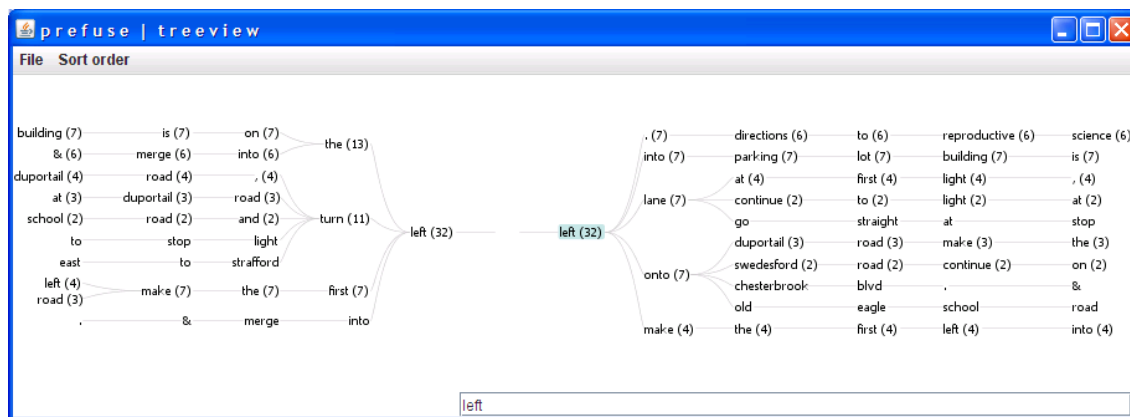 prefuse | treeview
File Sort order
building (7) is (7) on (7) . (7) directions (6) to (6) reproductive (6) science (6)
the (13)
& (6) merge (6) into (6) into (7) parking (7) lot (7) building (7) is (7)
duportail (4) road (4) , (4) at (4) first (4) light (4) , (4)
at (3) duportail (3) road (3) lane (7) continue (2) to (2) light (2) at (2)
school (2) road (2) and (2) turn (11) go straight at stop
left (32) left (32)
to stop light duportail (3) road (3) make (3) the (3)
east to strafford swedesford (2) road (2) continue (2) on (2)
onto (7)
left (4) make (7) the (7) first (7) chesterbrook blvd . &
road (3) old eagle school road
. & merge into make (4) the (4) first (4) left (4) into (4)
left